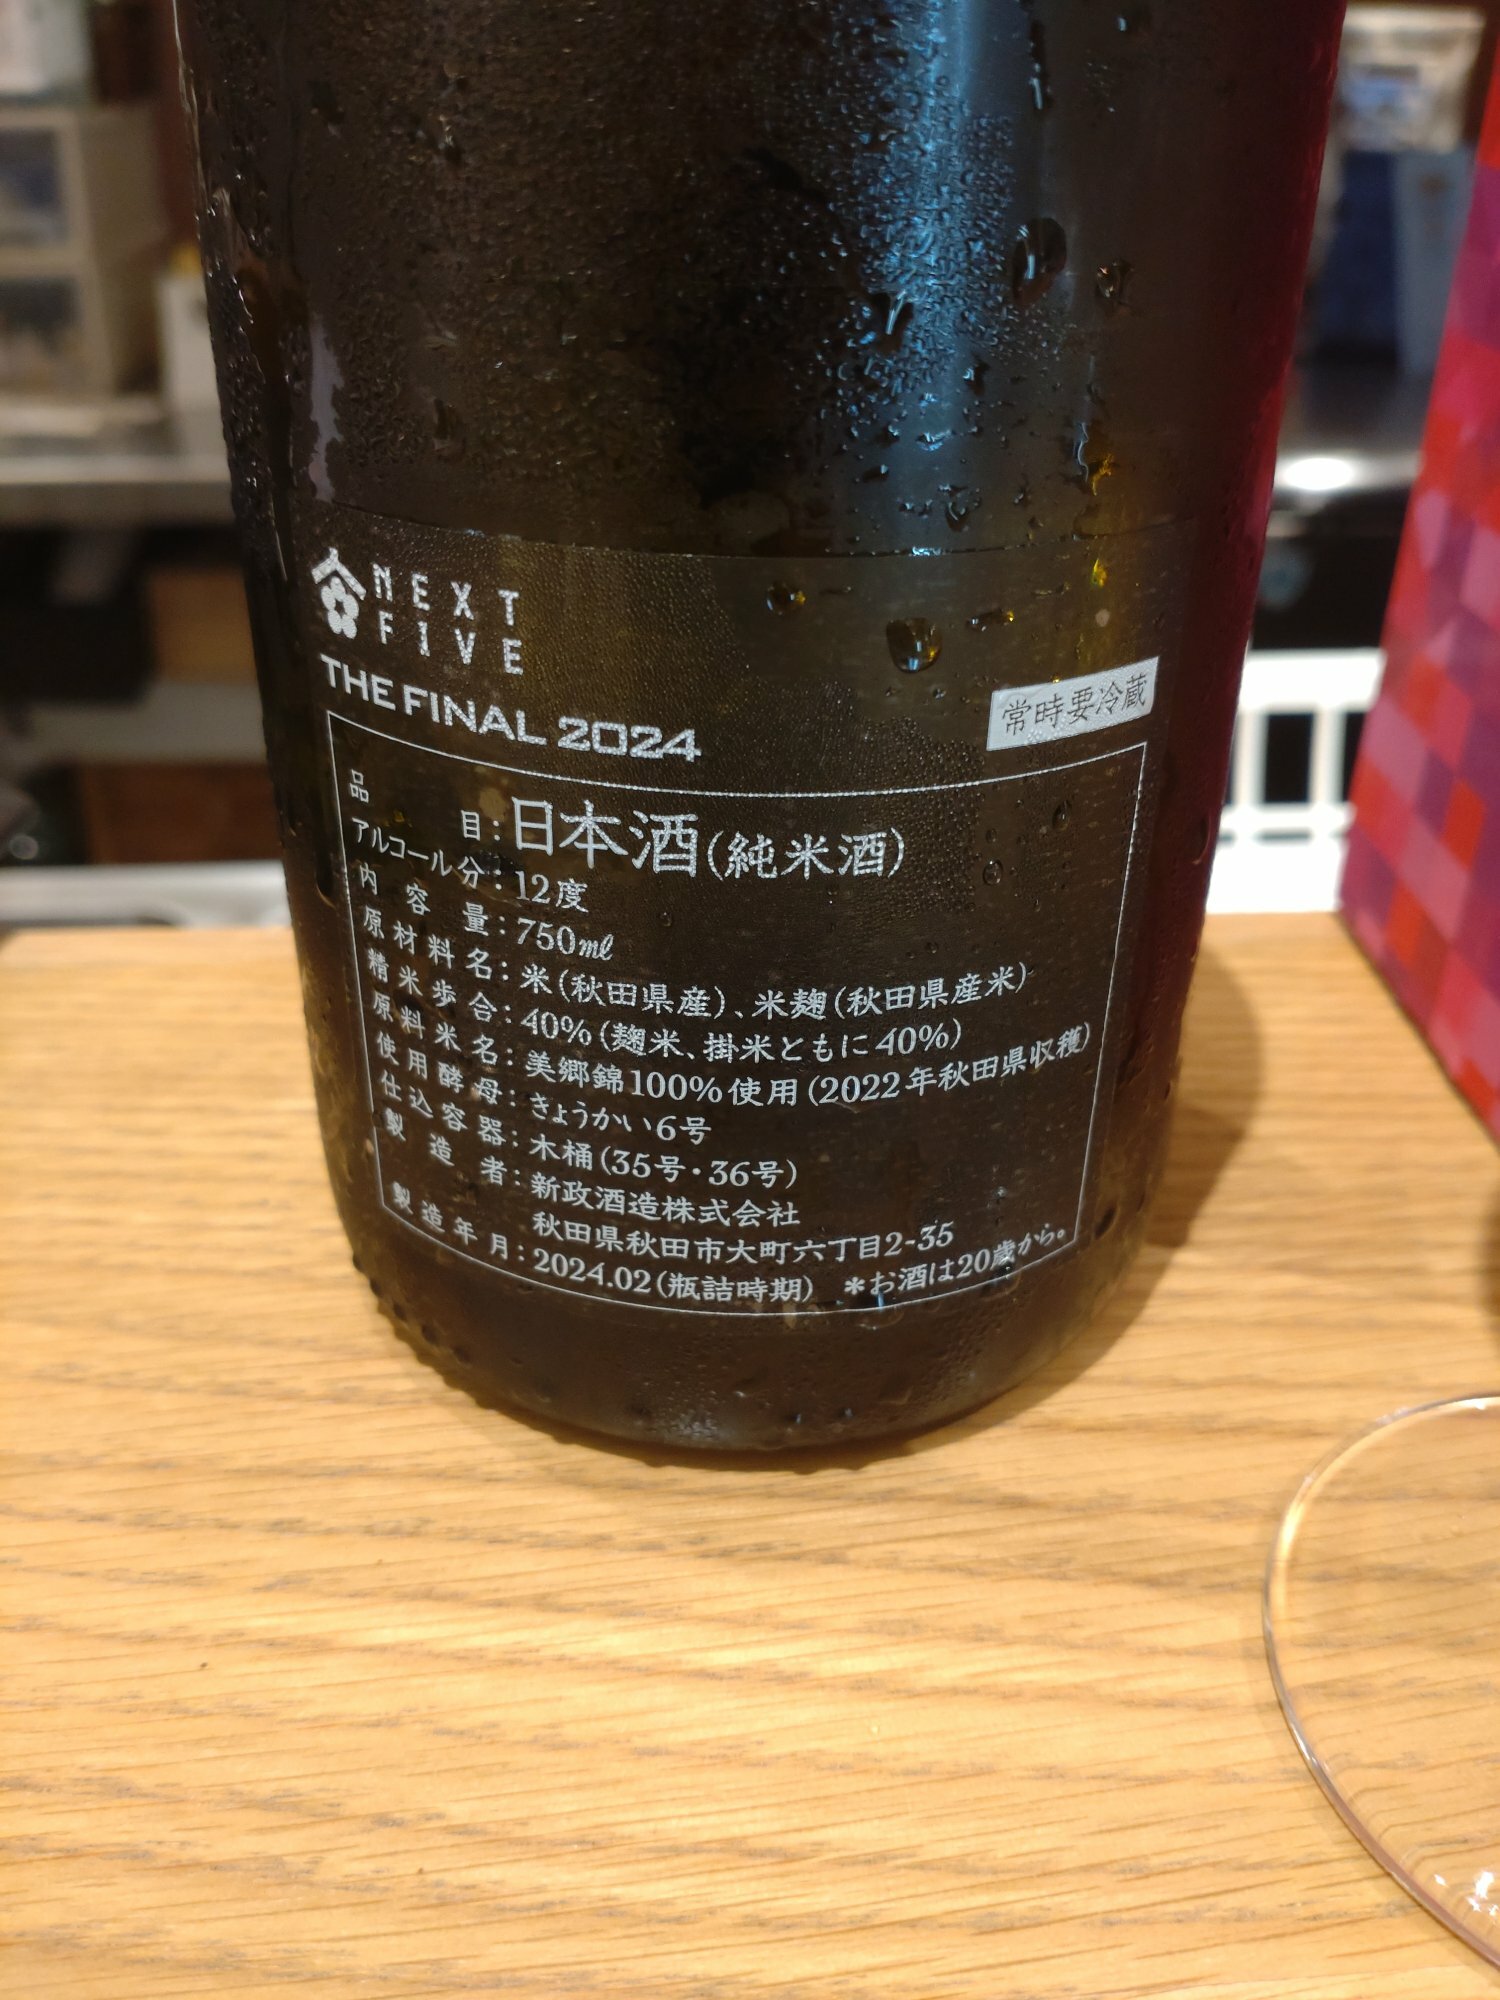 NEXT
FIVE
THE FINAL 2024
常時要冷蔵
品目：日本酒（純米酒）
アルコール分：12度
内容量：750㎖
原材料名：米（秋田県産）、米麹（秋田県産米）
精米歩合：40%（麹米、掛米ともに40%）
原料米名：美郷錦100%使用（2022年秋田県収穫）
使用酵母：きょうかい6号
仕込容器：木桶（35号・36号）
製造者：新政酒造株式会社
秋田県秋田市大町六丁目2-35
製造年月：2024.02（瓶詰時期） ＊お酒は20歳から。